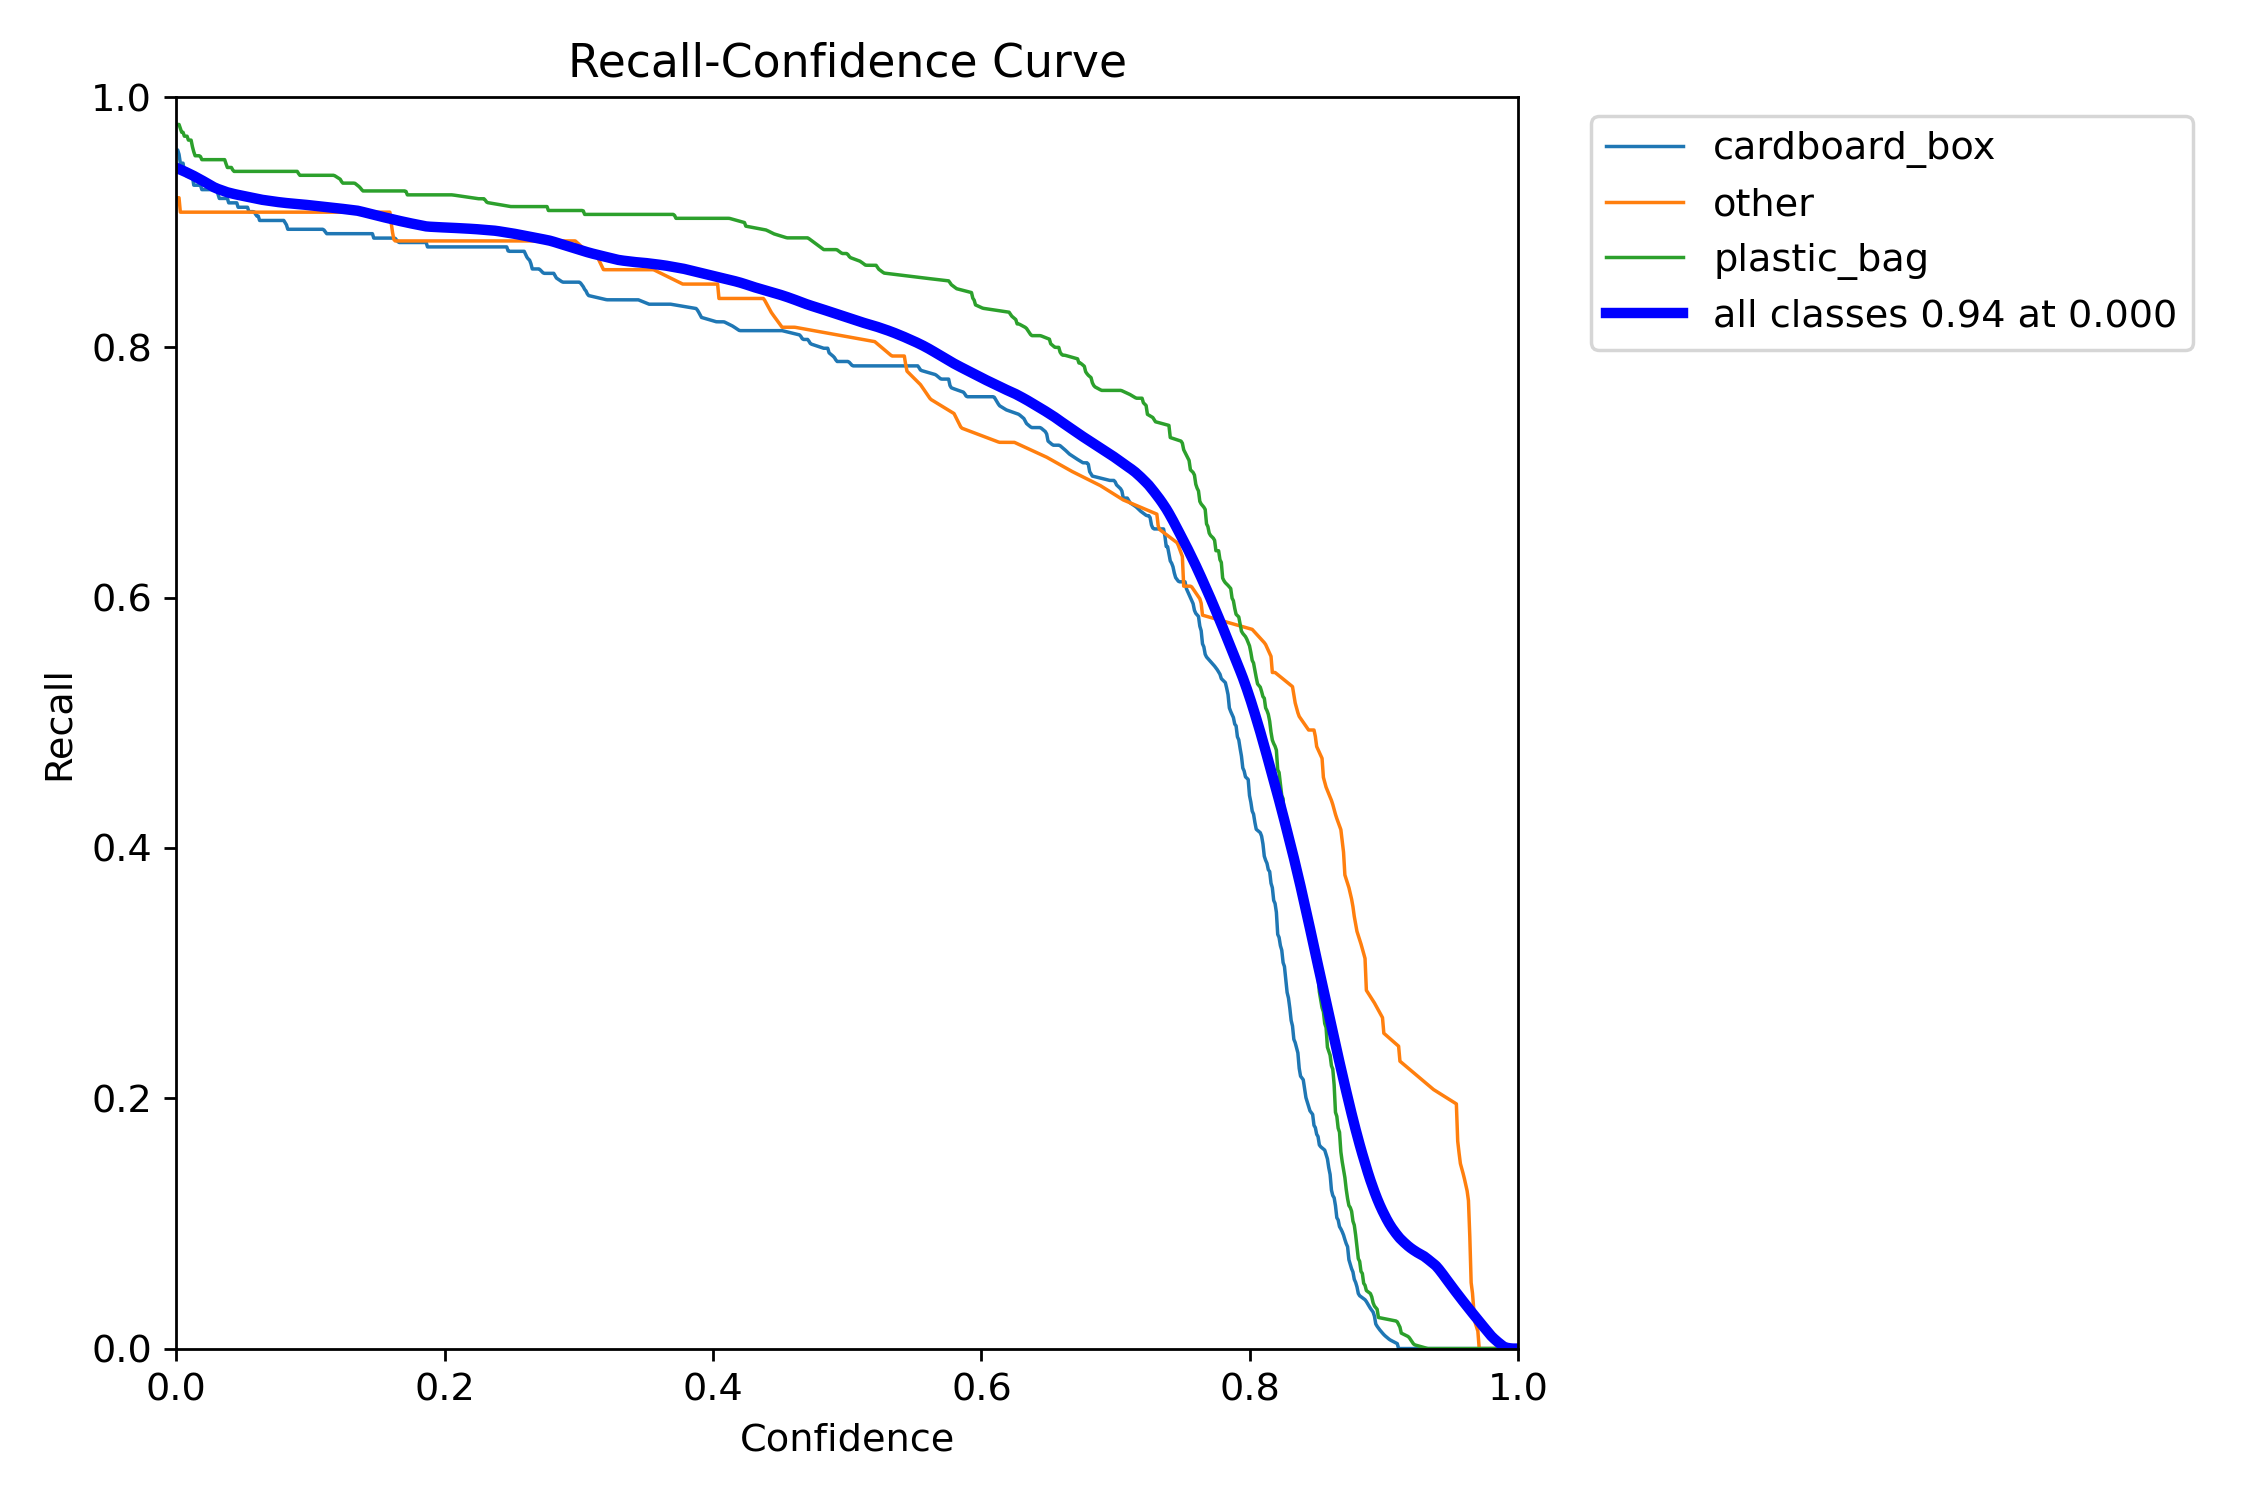 Recall-Confidence Curve
1.0
0.8
0.6
0.4
0.2
0.0
Recall
0.0 0.2 0.4 0.6 0.8 1.0
Confidence
cardboard_box
other
plastic_bag
all classes 0.94 at 0.000